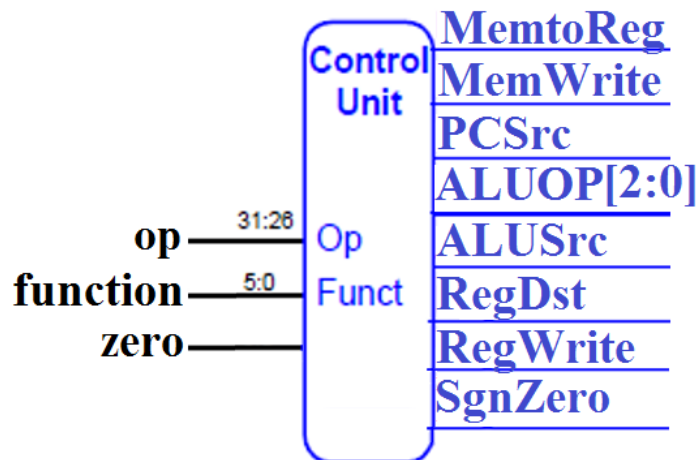 MemtoReg
Control
Unit
MemWrite
PCSrc
ALUOP[2:0]
op 31:26 Op
ALUSrc
function 5:0 Funct
RegDst
zero
RegWrite
SgnZero